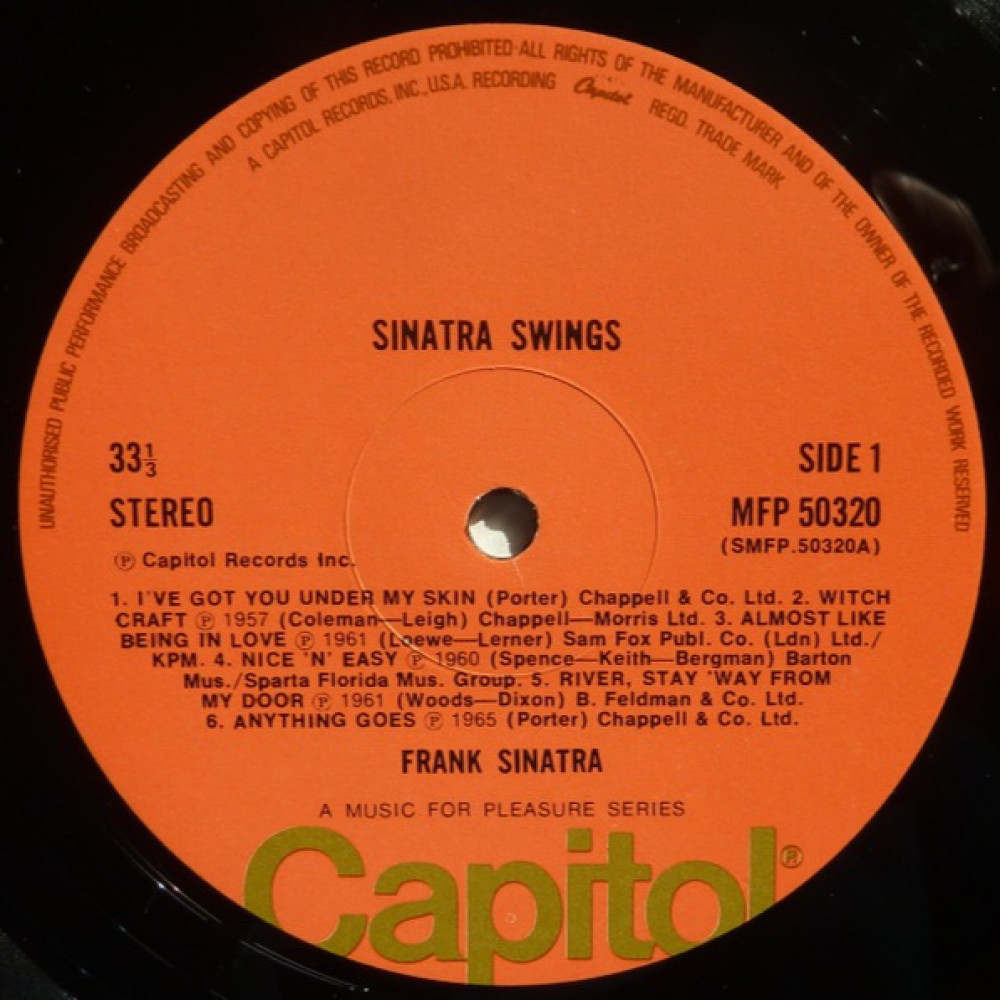 UNAUTHORISED PUBLIC PERFORMANCE BROADCASTING AND COPYING OF THIS RECORD PROHIBITED·ALL RIGHTS OF THE MANUFACTURER AND OF THE OWNER OF THE RECORDED WORK RESERVED
A CAPITOL RECORDS, INC., U.S.A. RECORDING Capitol REGD. TRADE MARK
SINATRA SWINGS
33⅓
SIDE 1
STEREO
MFP 50320
(SMFP.50320A)
Ⓟ Capitol Records Inc.
1. I'VE GOT YOU UNDER MY SKIN (Porter) Chappell & Co. Ltd. 2. WITCH
CRAFT Ⓟ 1957 (Coleman—Leigh) Chappell—Morris Ltd. 3. ALMOST LIKE
BEING IN LOVE Ⓟ 1961 (Loewe—Lerner) Sam Fox Publ. Co. (Ldn) Ltd./
KPM. 4. NICE 'N' EASY Ⓟ 1960 (Spence—Keith—Bergman) Barton
Mus./Sparta Florida Mus. Group. 5. RIVER, STAY 'WAY FROM
MY DOOR Ⓟ 1961 (Woods—Dixon) B. Feldman & Co. Ltd.
6. ANYTHING GOES Ⓟ 1965 (Porter) Chappell & Co. Ltd.
FRANK SINATRA
A MUSIC FOR PLEASURE SERIES
Capitol®